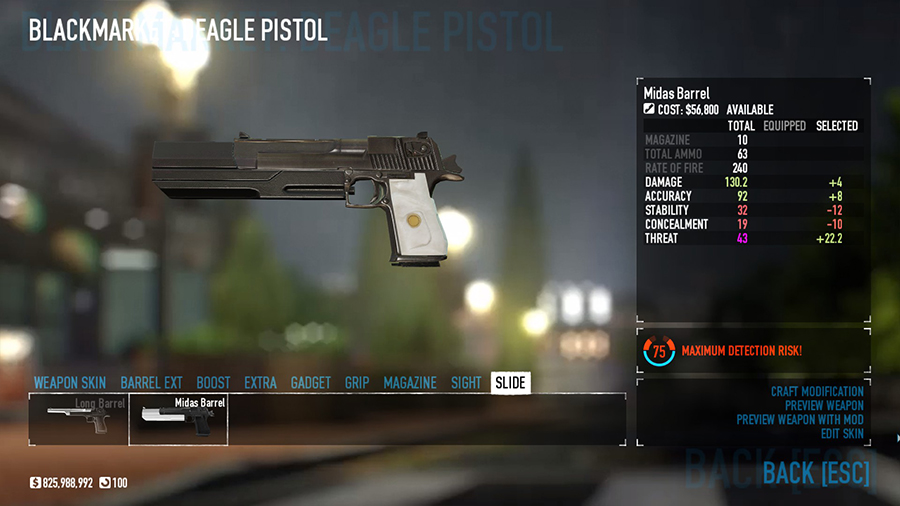 BLACKMARKET: DEAGLE PISTOL
Midas Barrel
COST: $56,800 AVAILABLE
TOTAL EQUIPPED SELECTED
MAGAZINE 10
TOTAL AMMO 63
RATE OF FIRE 240
DAMAGE 130.2 +4
ACCURACY 92 +8
STABILITY 32 -12
CONCEALMENT 19 -10
THREAT 43 +22.2
75 MAXIMUM DETECTION RISK!
WEAPON SKIN BARREL EXT BOOST EXTRA GADGET GRIP MAGAZINE SIGHT SLIDE
Long Barrel Midas Barrel
CRAFT MODIFICATION
PREVIEW WEAPON
PREVIEW WEAPON WITH MOD
EDIT SKIN
$825,988,992 100
BACK [ESC]